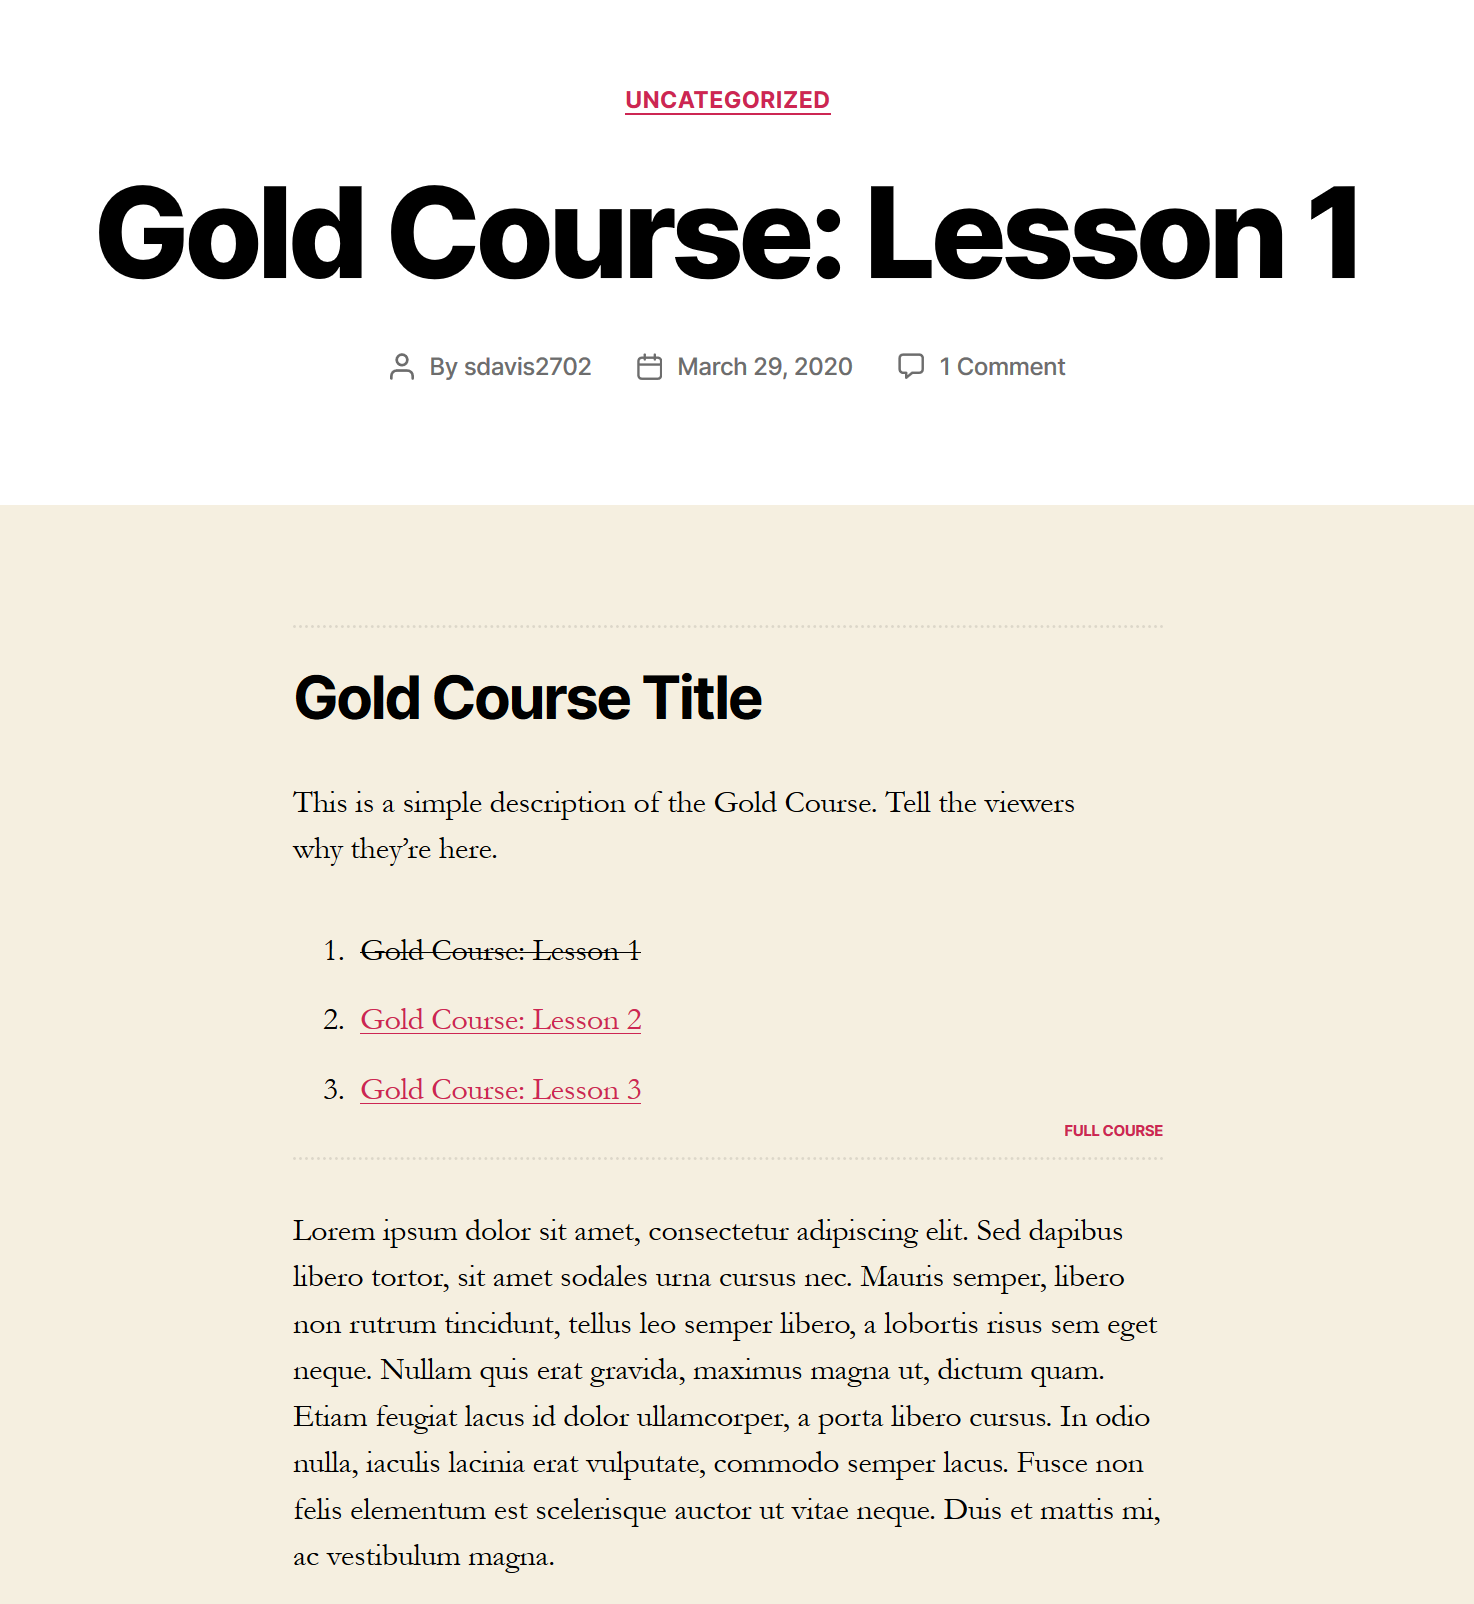 UNCATEGORIZED
Gold Course: Lesson 1
By sdavis2702 March 29, 2020 1 Comment
Gold Course Title
This is a simple description of the Gold Course. Tell the viewers
why they’re here.
1. Gold Course: Lesson 1
2. Gold Course: Lesson 2
3. Gold Course: Lesson 3
FULL COURSE
Lorem ipsum dolor sit amet, consectetur adipiscing elit. Sed dapibus
libero tortor, sit amet sodales urna cursus nec. Mauris semper, libero
non rutrum tincidunt, tellus leo semper libero, a lobortis risus sem eget
neque. Nullam quis erat gravida, maximus magna ut, dictum quam.
Etiam feugiat lacus id dolor ullamcorper, a porta libero cursus. In odio
nulla, iaculis lacinia erat vulputate, commodo semper lacus. Fusce non
felis elementum est scelerisque auctor ut vitae neque. Duis et mattis mi,
ac vestibulum magna.